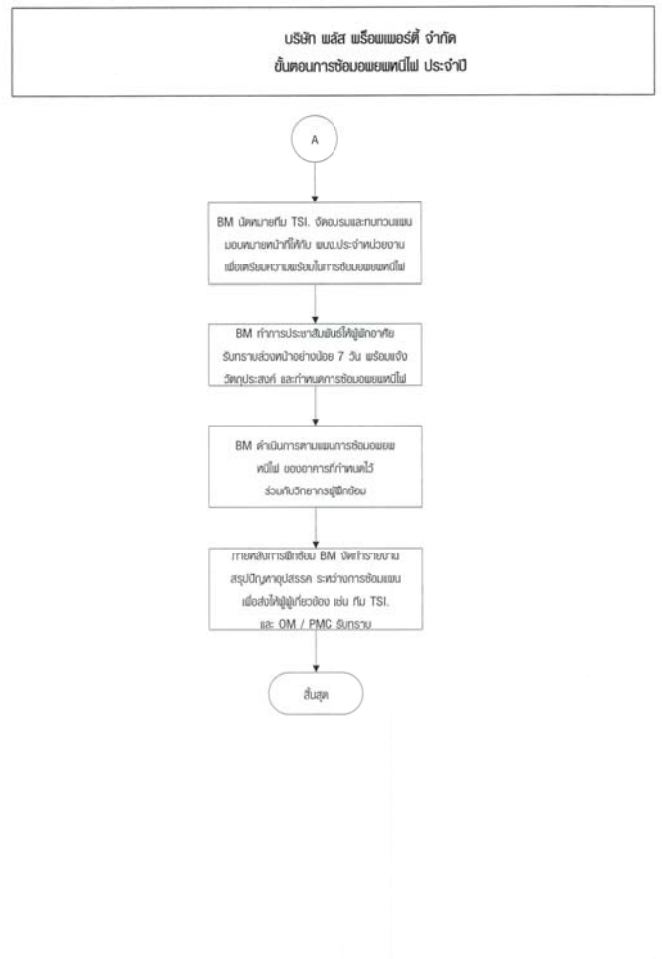 บริษัท พลัส พร็อพเพอร์ตี้ จำกัด
ขั้นตอนการซ้อมอพยพหนีไฟ ประจำปี
A
BM นัดหมายทีม TSI. จัดอบรมและทบทวนแผน
มอบหมายหน้าที่ให้กับ พนง.ประจำหน่วยงาน
เพื่อเตรียมความพร้อมในการซ้อมอพยพหนีไฟ
BM ทำการประชาสัมพันธ์ให้ผู้พักอาศัย
รับทราบล่วงหน้าอย่างน้อย 7 วัน พร้อมแจ้ง
วัตถุประสงค์ และกำหนดการซ้อมอพยพหนีไฟ
BM ดำเนินการตามแผนการซ้อมอพยพ
หนีไฟ ของอาคารที่กำหนดไว้
ร่วมกับวิทยากรผู้ฝึกซ้อม
ภายหลังการฝึกซ้อม BM จัดทำรายงาน
สรุปปัญหาอุปสรรค ระหว่างการซ้อมแผน
เพื่อส่งให้ผู้ผู้เกี่ยวข้อง เช่น ทีม TSI.
และ OM / PMC รับทราบ
สิ้นสุด